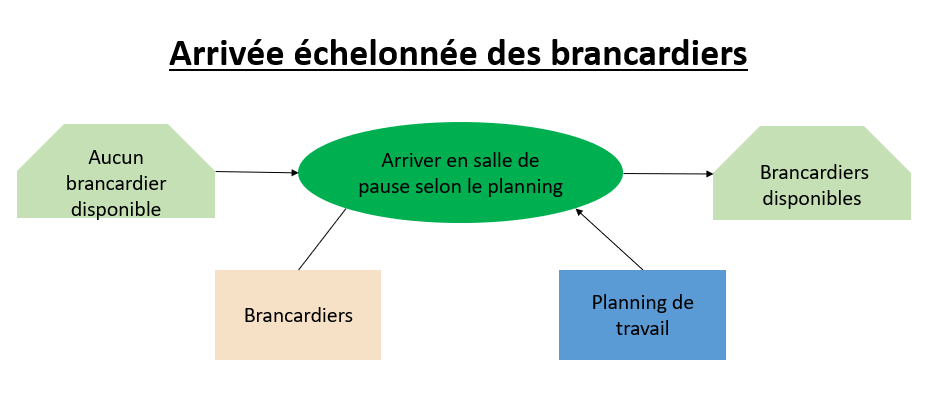 Arrivée échelonnée des brancardiers
Aucun
brancardier
disponible
Arriver en salle de
pause selon le planning
Brancardiers
disponibles
Brancardiers
Planning de
travail